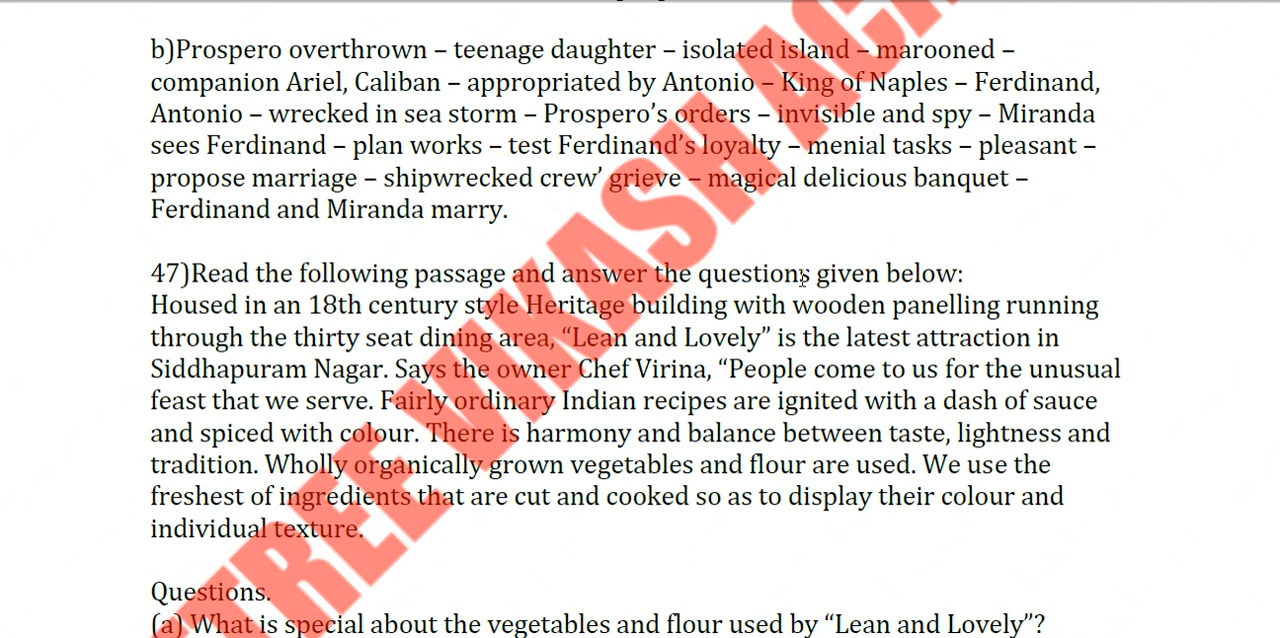 b)Prospero overthrown – teenage daughter – isolated island – marooned –
companion Ariel, Caliban – appropriated by Antonio – King of Naples – Ferdinand,
Antonio – wrecked in sea storm – Prospero’s orders – invisible and spy – Miranda
sees Ferdinand – plan works – test Ferdinand’s loyalty – menial tasks – pleasant –
propose marriage – shipwrecked crew’ grieve – magical delicious banquet –
Ferdinand and Miranda marry.
47)Read the following passage and answer the questions given below:
Housed in an 18th century style Heritage building with wooden panelling running
through the thirty seat dining area, “Lean and Lovely” is the latest attraction in
Siddhapuram Nagar. Says the owner Chef Virina, “People come to us for the unusual
feast that we serve. Fairly ordinary Indian recipes are ignited with a dash of sauce
and spiced with colour. There is harmony and balance between taste, lightness and
tradition. Wholly organically grown vegetables and flour are used. We use the
freshest of ingredients that are cut and cooked so as to display their colour and
individual texture.
Questions.
(a) What is special about the vegetables and flour used by “Lean and Lovely”?
TREE VIKASH